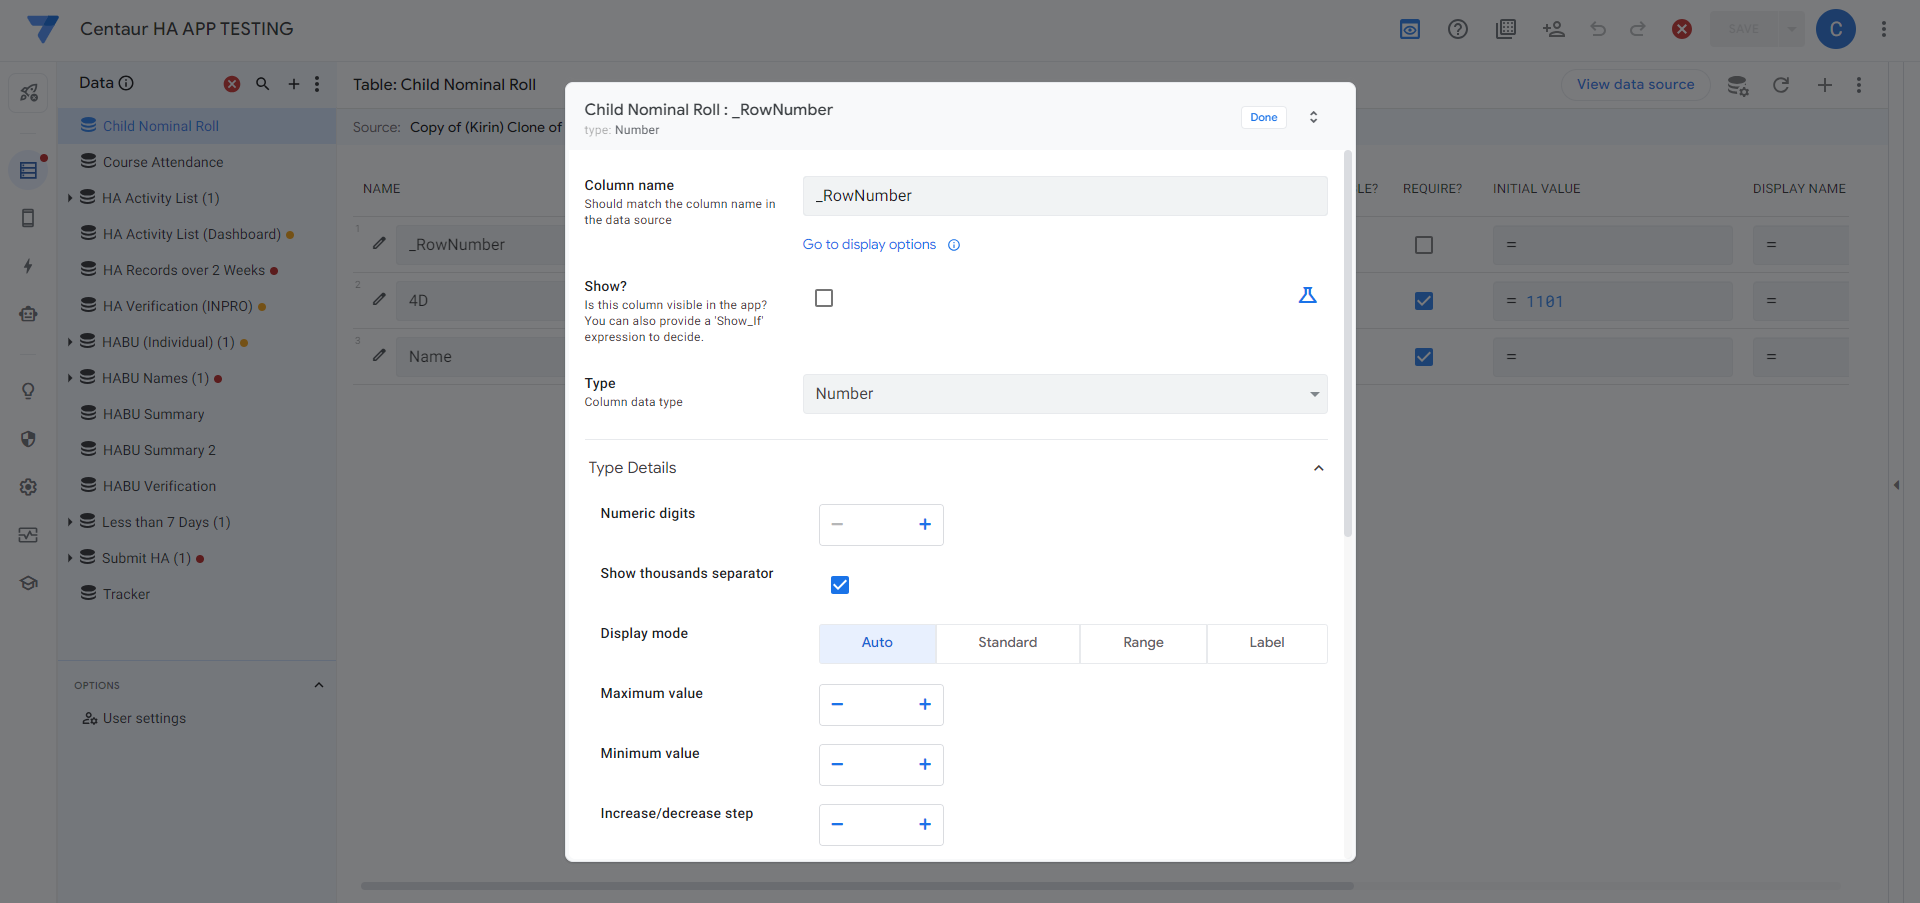 Centaur HA APP TESTING
SAVE
C
Data
Child Nominal Roll
Course Attendance
HA Activity List (1)
HA Activity List (Dashboard)
HA Records over 2 Weeks
HA Verification (INPRO)
HABU (Individual) (1)
HABU Names (1)
HABU Summary
HABU Summary 2
HABU Verification
Less than 7 Days (1)
Submit HA (1)
Tracker
OPTIONS
User settings
Table: Child Nominal Roll
View data source
Source: Copy of (Kirin) Clone of
NAME
LE?
REQUIRE?
INITIAL VALUE
DISPLAY NAME
1
_RowNumber
=
=
2
4D
= 1101
=
3
Name
=
=
Child Nominal Roll : _RowNumber
type: Number
Done
Column name
Should match the column name in
the data source
_RowNumber
Go to display options
Show?
Is this column visible in the app?
You can also provide a 'Show_If'
expression to decide.
Type
Column data type
Number
Type Details
Numeric digits
Show thousands separator
Display mode
Auto
Standard
Range
Label
Maximum value
Minimum value
Increase/decrease step